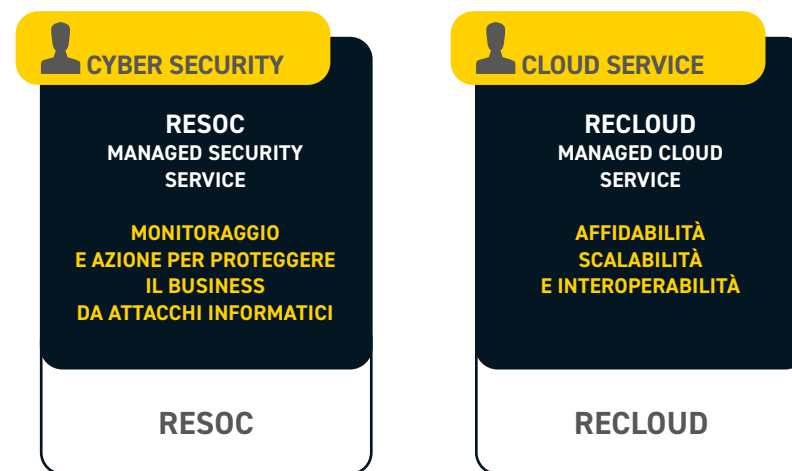 CYBER SECURITY
RESOC
MANAGED SECURITY
SERVICE
MONITORAGGIO
E AZIONE PER PROTEGGERE
IL BUSINESS
DA ATTACCHI INFORMATICI
RESOC
CLOUD SERVICE
RECLOUD
MANAGED CLOUD
SERVICE
AFFIDABILITÀ
SCALABILITÀ
E INTEROPERABILITÀ
RECLOUD